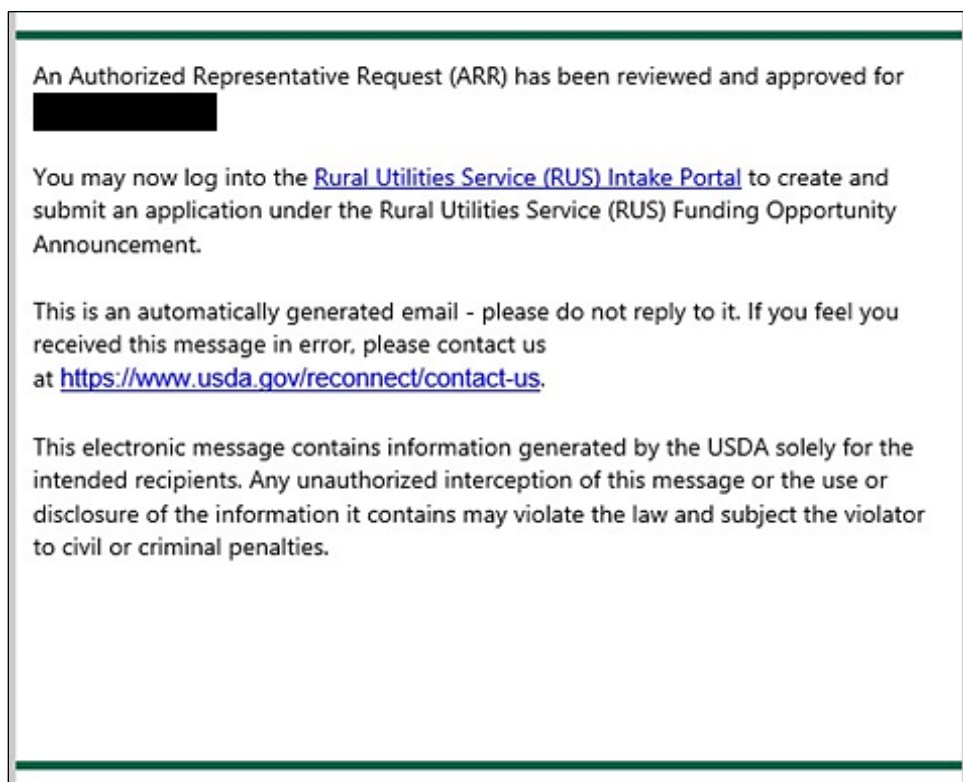 An Authorized Representative Request (ARR) has been reviewed and approved for
You may now log into the Rural Utilities Service (RUS) Intake Portal to create and
submit an application under the Rural Utilities Service (RUS) Funding Opportunity
Announcement.
This is an automatically generated email - please do not reply to it. If you feel you
received this message in error, please contact us
at https://www.usda.gov/reconnect/contact-us.
This electronic message contains information generated by the USDA solely for the
intended recipients. Any unauthorized interception of this message or the use or
disclosure of the information it contains may violate the law and subject the violator
to civil or criminal penalties.